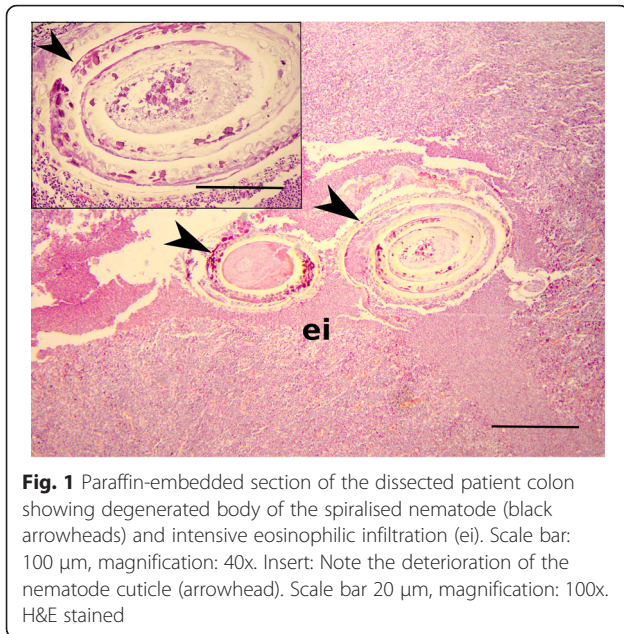 ei
Fig. 1 Paraffin-embedded section of the dissected patient colon
showing degenerated body of the spiralised nematode (black
arrowheads) and intensive eosinophilic infiltration (ei). Scale bar:
100 μm, magnification: 40x. Insert: Note the deterioration of the
nematode cuticle (arrowhead). Scale bar 20 μm, magnification: 100x.
H&E stained